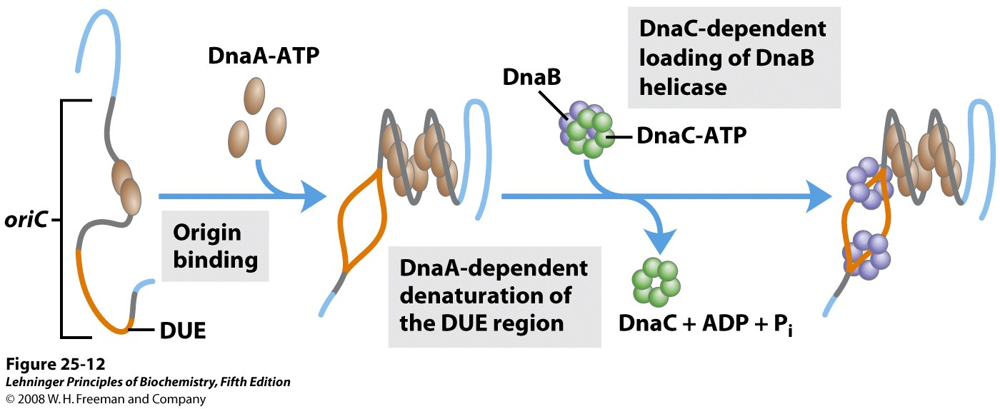 DnaA-ATP
oriC
Origin
binding
DUE
DnaA-dependent
denaturation of
the DUE region
DnaB
DnaC-ATP
DnaC-dependent
loading of DnaB
helicase
DnaC + ADP + Pi
Figure 25-12
Lehninger Principles of Biochemistry, Fifth Edition
© 2008 W. H. Freeman and Company